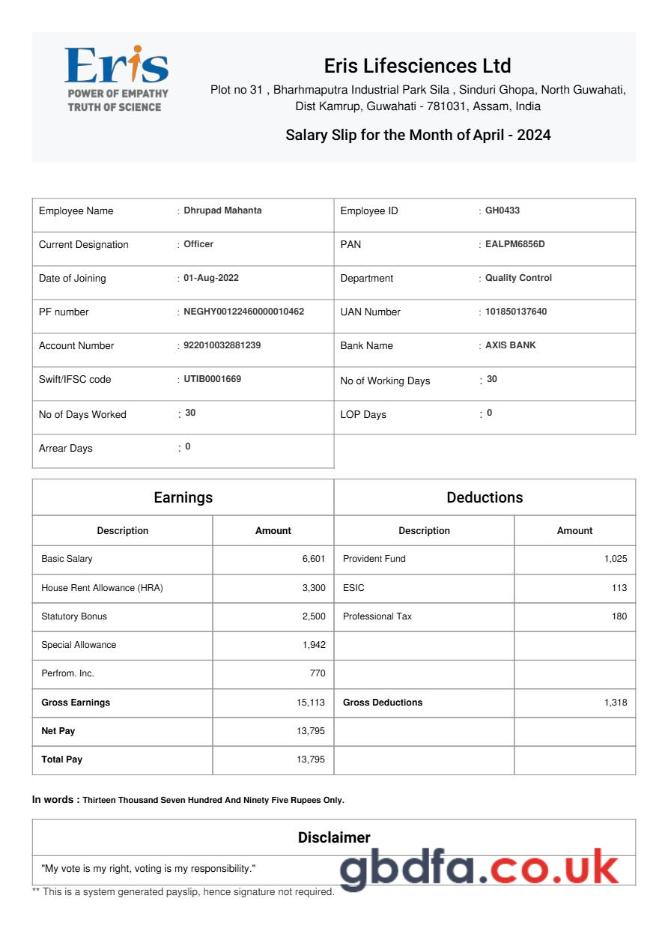 Eris
POWER OF EMPATHY
TRUTH OF SCIENCE
Eris Lifesciences Ltd
Plot no 31 , Bharhmaputra Industrial Park Sila , Sinduri Ghopa, North Guwahati,
Dist Kamrup, Guwahati - 781031, Assam, India
Salary Slip for the Month of April - 2024
Employee Name : Dhrupad Mahanta Employee ID : GH0433
Current Designation : Officer PAN : EALPM6856D
Date of Joining : 01-Aug-2022 Department : Quality Control
PF number : NEGHY00122460000010462 UAN Number : 101850137640
Account Number : 922010032881239 Bank Name : AXIS BANK
Swift/IFSC code : UTIB0001669 No of Working Days : 30
No of Days Worked : 30 LOP Days : 0
Arrear Days : 0
Earnings Deductions
Description Amount Description Amount
Basic Salary 6,601 Provident Fund 1,025
House Rent Allowance (HRA) 3,300 ESIC 113
Statutory Bonus 2,500 Professional Tax 180
Special Allowance 1,942
Perfrom. Inc. 770
Gross Earnings 15,113 Gross Deductions 1,318
Net Pay 13,795
Total Pay 13,795
In words : Thirteen Thousand Seven Hundred And Ninety Five Rupees Only.
Disclaimer
"My vote is my right, voting is my responsibility."
** This is a system generated payslip, hence signature not required.
gbdfa.co.uk